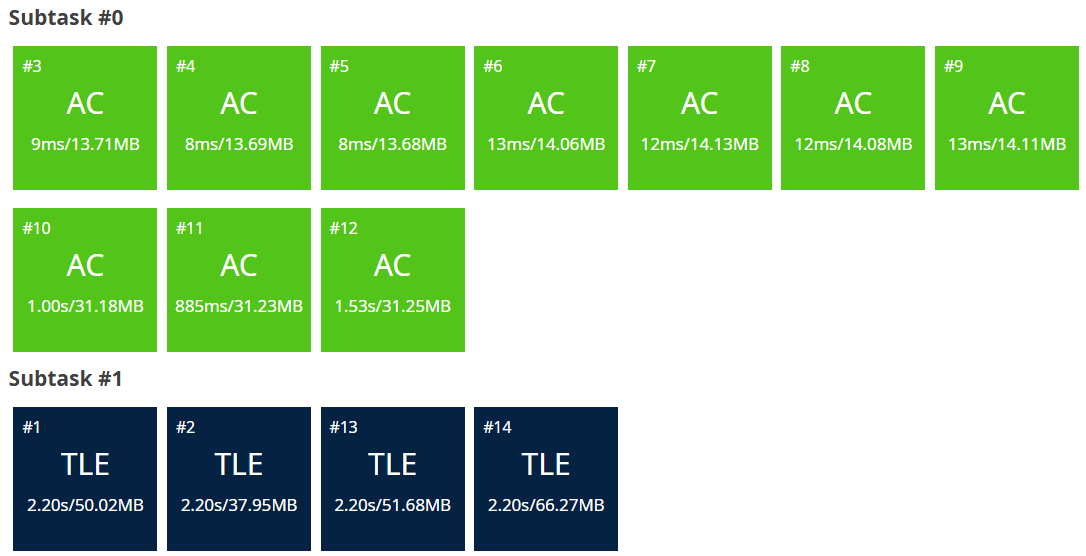 Subtask #0
#3 #4 #5 #6 #7 #8 #9
AC AC AC AC AC AC AC
9ms/13.71MB 8ms/13.69MB 8ms/13.68MB 13ms/14.06MB 12ms/14.13MB 12ms/14.08MB 13ms/14.11MB
#10 #11 #12
AC AC AC
1.00s/31.18MB 885ms/31.23MB 1.53s/31.25MB
Subtask #1
#1 #2 #13 #14
TLE TLE TLE TLE
2.20s/50.02MB 2.20s/37.95MB 2.20s/51.68MB 2.20s/66.27MB